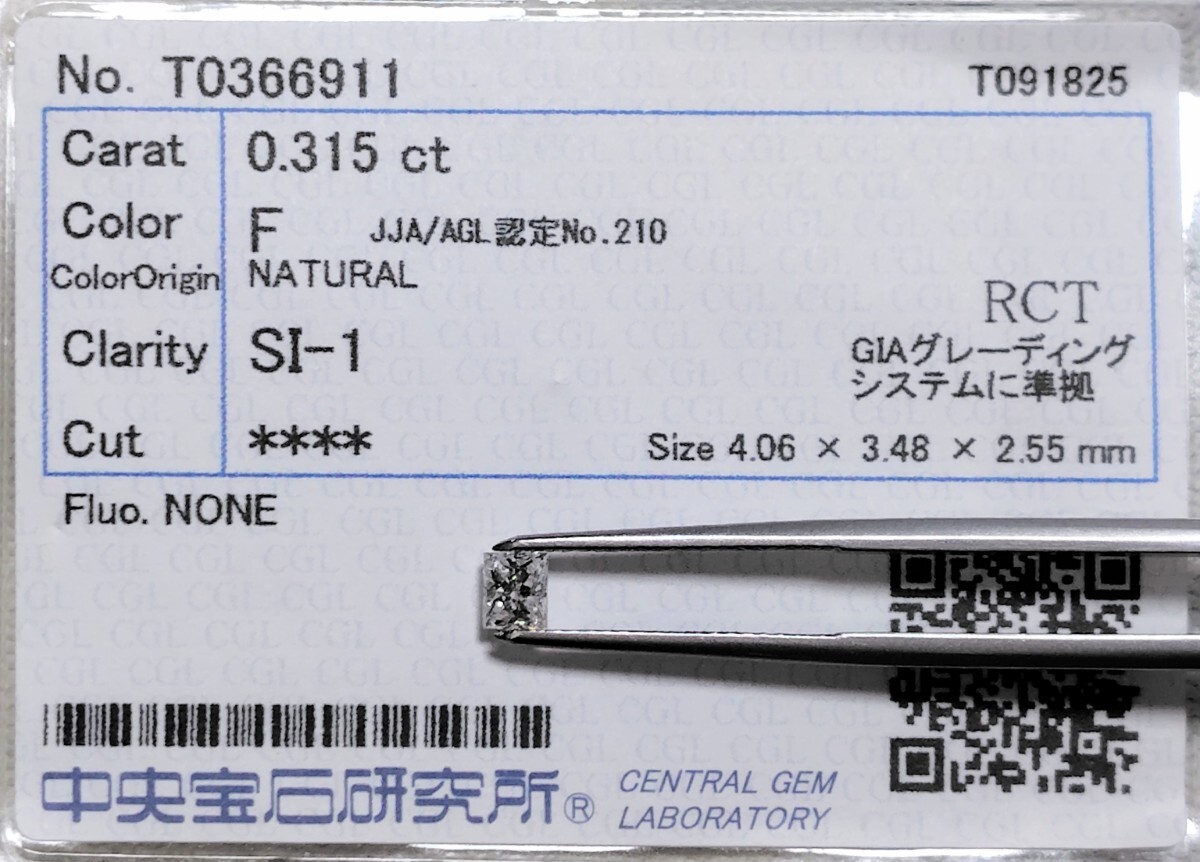 No. T0366911
T091825
Carat 0.315 ct
Color F JJA/AGL認定No.210
ColorOrigin NATURAL
RCT
Clarity SI-1
GIAグレーディング
システムに準拠
Cut ****
Size 4.06 × 3.48 × 2.55 mm
Fluo. NONE
中央宝石研究所® CENTRAL GEM
LABORATORY